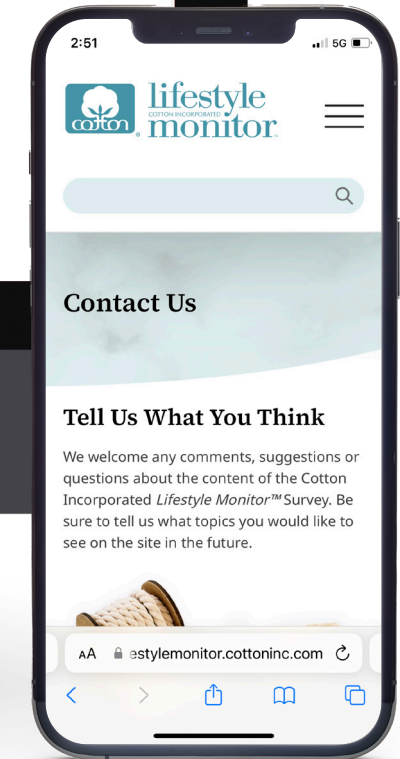 2:51
5G
cotton
lifestyle
COTTON INCORPORATED
monitor
Contact Us
Tell Us What You Think
We welcome any comments, suggestions or
questions about the content of the Cotton
Incorporated Lifestyle Monitor™ Survey. Be
sure to tell us what topics you would like to
see on the site in the future.
AA estylemonitor.cottoninc.com